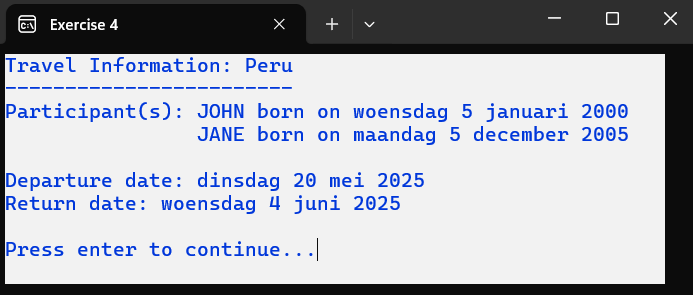 Exercise 4
Travel Information: Peru
------------------------
Participant(s): JOHN born on woensdag 5 januari 2000
JANE born on maandag 5 december 2005
Departure date: dinsdag 20 mei 2025
Return date: woensdag 4 juni 2025
Press enter to continue...